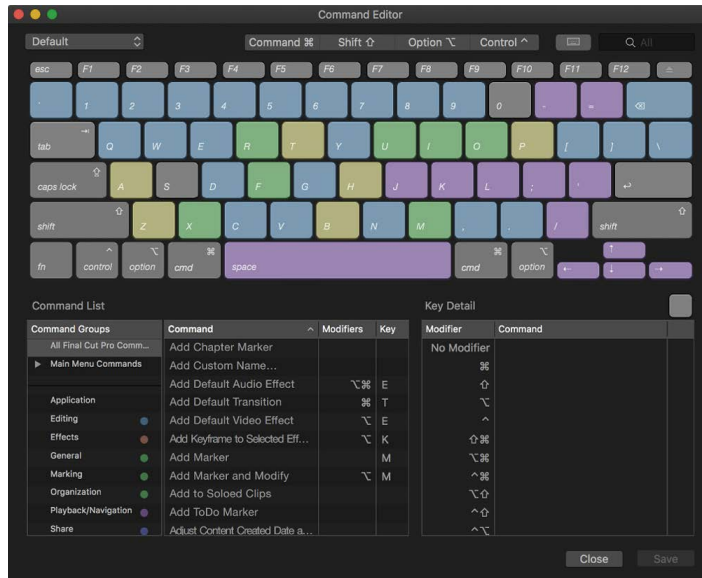 Command Editor
Default Command ⌘ Shift ⇧ Option ⌥ Control ^ All
esc F1 F2 F3 F4 F5 F6 F7 F8 F9 F10 F11 F12
` 1 2 3 4 5 6 7 8 9 0 - = ⌫
tab ⇥ Q W E R T Y U I O P [ ] \
caps lock ⇪ A S D F G H J K L ; ' ↩
shift ⇧ Z X C V B N M , . / shift ⇧
fn control ^ option ⌥ cmd ⌘ space cmd ⌘ option ⌥ ← ↑ ↓ →
Command List Key Detail
Command Groups Command Modifiers Key Modifier Command
All Final Cut Pro Comm... Add Chapter Marker No Modifier
Main Menu Commands Add Custom Name... ⌘
Add Default Audio Effect ⌥⌘ E ⇧
Application Add Default Transition ⌘ T ⌥
Editing Add Default Video Effect ⌥ E ^
Effects Add Keyframe to Selected Eff... ⌥ K ⇧⌘
General Add Marker M ⌥⌘
Marking Add Marker and Modify ⌥ M ^⌘
Organization Add to Soloed Clips ⌥⇧
Playback/Navigation Add ToDo Marker ^⇧
Share Adjust Content Created Date a... ^⌥
Close Save